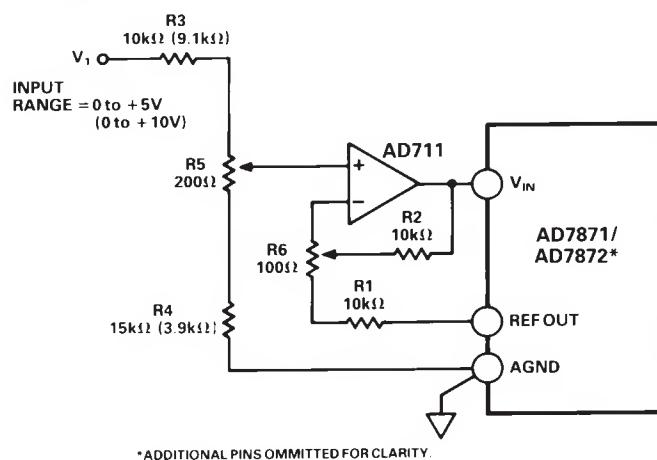 R3
10kΩ (9.1kΩ)
V1
INPUT
RANGE = 0 to +5V
(0 to +10V)
AD711
R5
200Ω
+
−
VIN
R2
10kΩ
R6
100Ω
AD7871/
AD7872*
R1
10kΩ
R4
15kΩ (3.9kΩ)
REF OUT
AGND
*ADDITIONAL PINS OMMITTED FOR CLARITY.